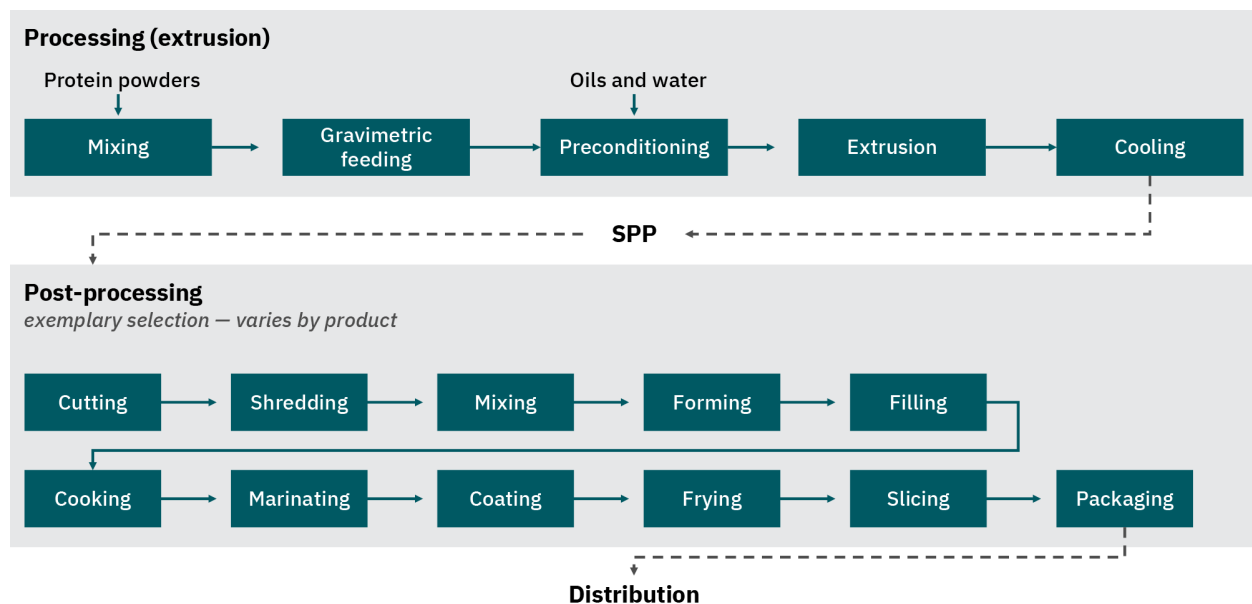 Processing (extrusion)
Protein powders
Oils and water
Mixing
Gravimetric
feeding
Preconditioning
Extrusion
Cooling
SPP
Post-processing
exemplary selection — varies by product
Cutting
Shredding
Mixing
Forming
Filling
Cooking
Marinating
Coating
Frying
Slicing
Packaging
Distribution